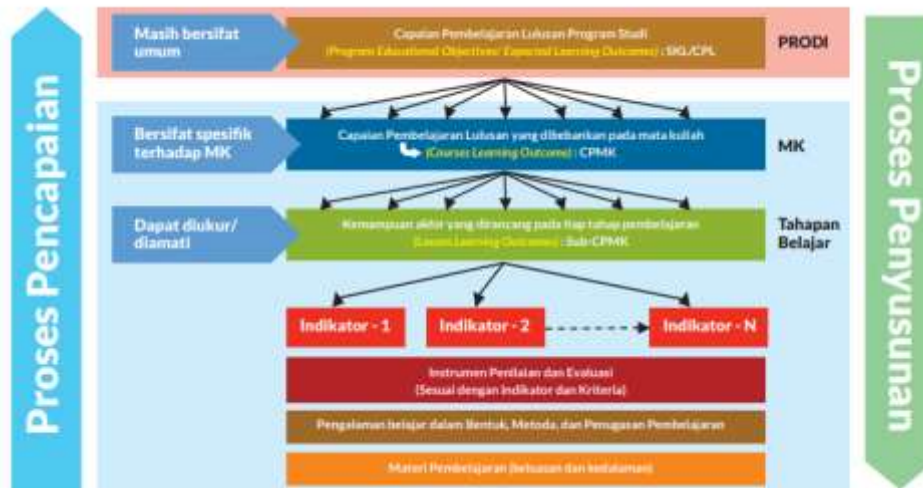 Proses Pencapaian
Masih bersifat
umum
Capaian Pembelajaran Lulusan Program Studi
(Program Educational Objectives/ Expected Learning Outcomes) : SKL/CPL
PRODI
Bersifat spesifik
terhadap MK
Capaian Pembelajaran Lulusan yang dibebankan pada mata kuliah
(Courses Learning Outcome) : CPMK
MK
Dapat diukur/
diamati
Kemampuan akhir yang dirancang pada tiap tahap pembelajaran
(Lesson Learning Outcomes) : Sub-CPMK
Tahapan
Belajar
Indikator - 1
Indikator - 2
Indikator - N
Instrumen Penilaian dan Evaluasi
(Sesuai dengan Indikator dan Kriteria)
Pengalaman belajar dalam Bentuk, Metoda, dan Penugasan Pembelajaran
Materi Pembelajaran (keluasan dan kedalaman)
Proses Penyusunan